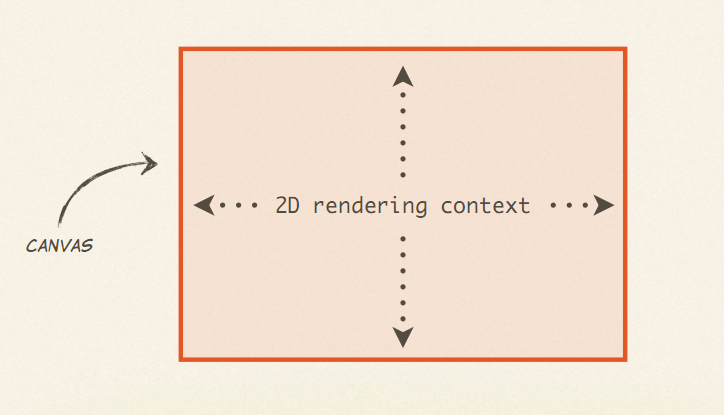 2D rendering context
CANVAS